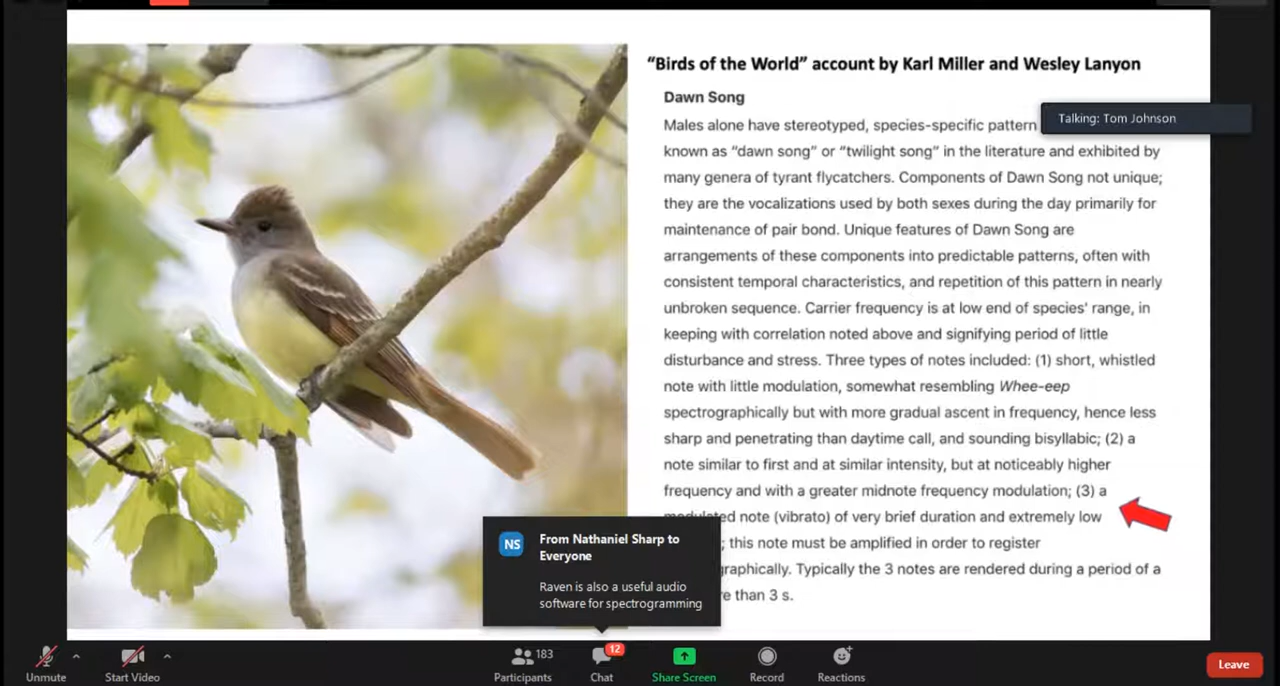 “Birds of the World” account by Karl Miller and Wesley Lanyon
Dawn Song
Males alone have stereotyped, species-specific pattern
Talking: Tom Johnson
known as “dawn song” or “twilight song” in the literature and exhibited by
many genera of tyrant flycatchers. Components of Dawn Song not unique;
they are the vocalizations used by both sexes during the day primarily for
maintenance of pair bond. Unique features of Dawn Song are
arrangements of these components into predictable patterns, often with
consistent temporal characteristics, and repetition of this pattern in nearly
unbroken sequence. Carrier frequency is at low end of species' range, in
keeping with correlation noted above and signifying period of little
disturbance and stress. Three types of notes included: (1) short, whistled
note with little modulation, somewhat resembling Whee-eep
spectrographically but with more gradual ascent in frequency, hence less
sharp and penetrating than daytime call, and sounding bisyllabic; (2) a
note similar to first and at similar intensity, but at noticeably higher
frequency and with a greater midnote frequency modulation; (3) a
modulated note (vibrato) of very brief duration and extremely low
; this note must be amplified in order to register
graphically. Typically the 3 notes are rendered during a period of a
re than 3 s.
NS
From Nathaniel Sharp to
Everyone
Raven is also a useful audio
software for spectrogramming
Unmute
Start Video
183
Participants
12
Chat
Share Screen
Record
Reactions
Leave